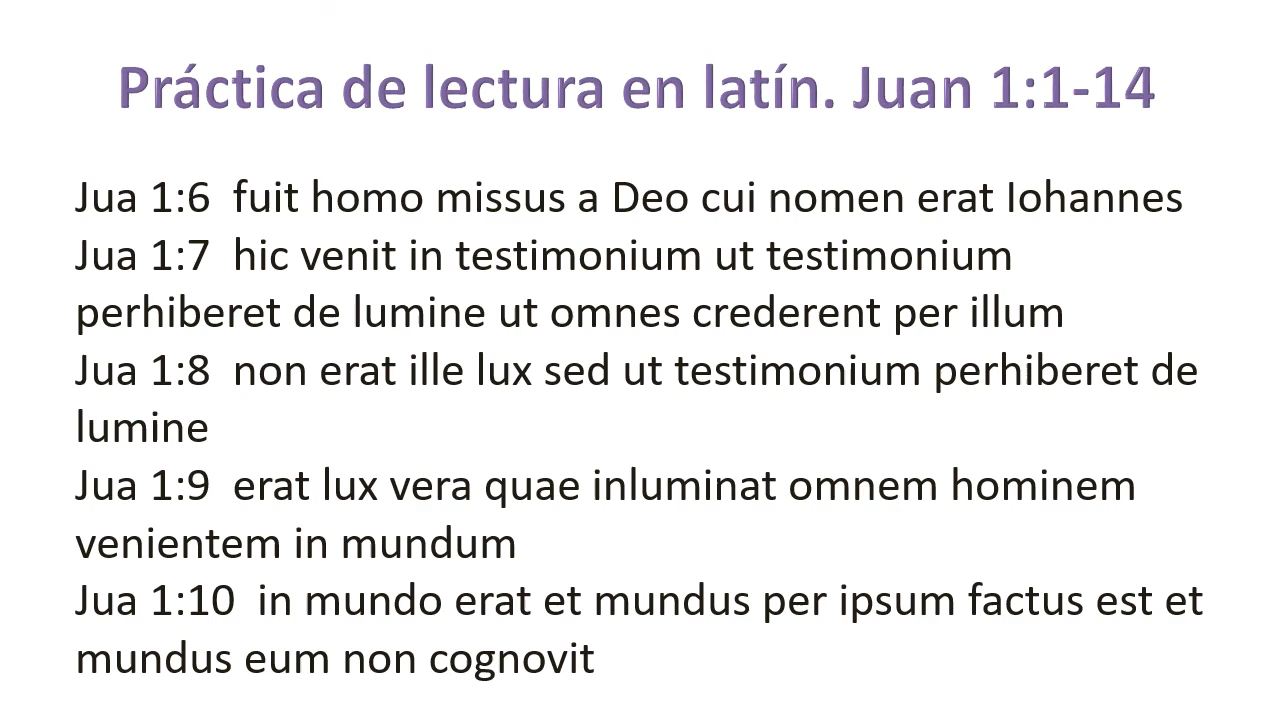 Práctica de lectura en latín. Juan 1:1-14
Jua 1:6  fuit homo missus a Deo cui nomen erat Iohannes
Jua 1:7  hic venit in testimonium ut testimonium
perhiberet de lumine ut omnes crederent per illum
Jua 1:8  non erat ille lux sed ut testimonium perhiberet de
lumine
Jua 1:9  erat lux vera quae inluminat omnem hominem
venientem in mundum
Jua 1:10  in mundo erat et mundus per ipsum factus est et
mundus eum non cognovit